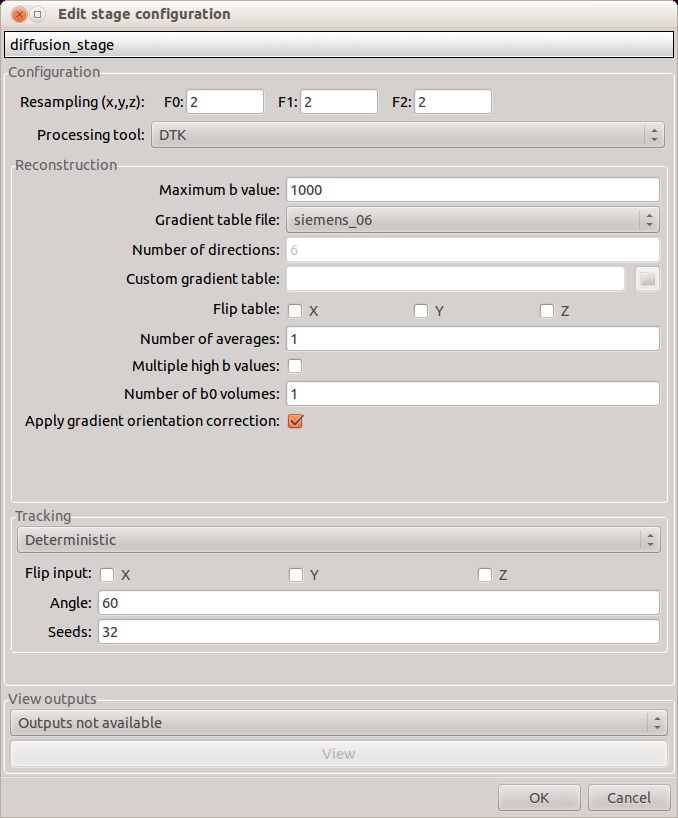 Edit stage configuration
diffusion_stage
Configuration
Resampling (x,y,z): F0: 2 F1: 2 F2: 2
Processing tool: DTK
Reconstruction
Maximum b value: 1000
Gradient table file: siemens_06
Number of directions: 6
Custom gradient table:
Flip table: X Y Z
Number of averages: 1
Multiple high b values:
Number of b0 volumes: 1
Apply gradient orientation correction:
Tracking
Deterministic
Flip input: X Y Z
Angle: 60
Seeds: 32
View outputs
Outputs not available
View
OK Cancel